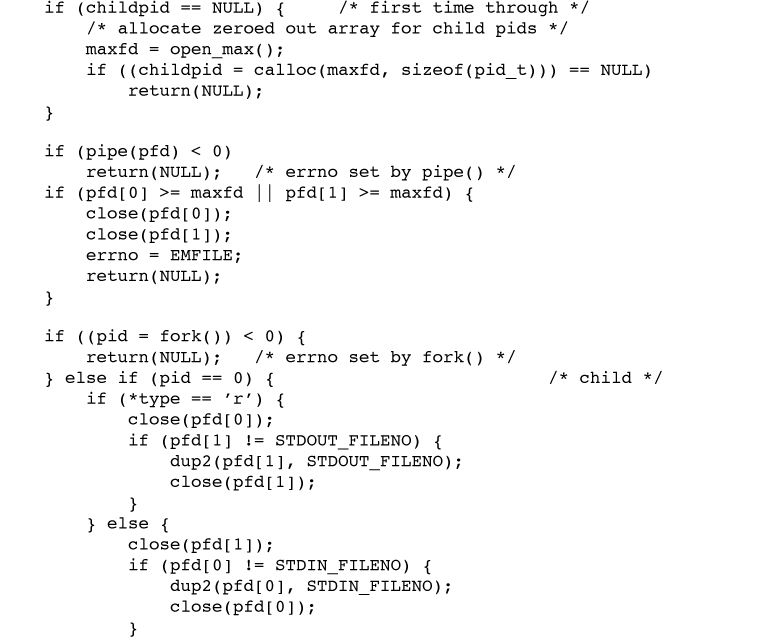 if (childpid == NULL) {     /* first time through */
    /* allocate zeroed out array for child pids */
    maxfd = open_max();
    if ((childpid = calloc(maxfd, sizeof(pid_t))) == NULL)
        return(NULL);
}

if (pipe(pfd) < 0)
    return(NULL);   /* errno set by pipe() */
if (pfd[0] >= maxfd || pfd[1] >= maxfd) {
    close(pfd[0]);
    close(pfd[1]);
    errno = EMFILE;
    return(NULL);
}

if ((pid = fork()) < 0) {
    return(NULL);   /* errno set by fork() */
} else if (pid == 0) {                          /* child */
    if (*type == ’r’) {
        close(pfd[0]);
        if (pfd[1] != STDOUT_FILENO) {
            dup2(pfd[1], STDOUT_FILENO);
            close(pfd[1]);
        }
    } else {
        close(pfd[1]);
        if (pfd[0] != STDIN_FILENO) {
            dup2(pfd[0], STDIN_FILENO);
            close(pfd[0]);
        }